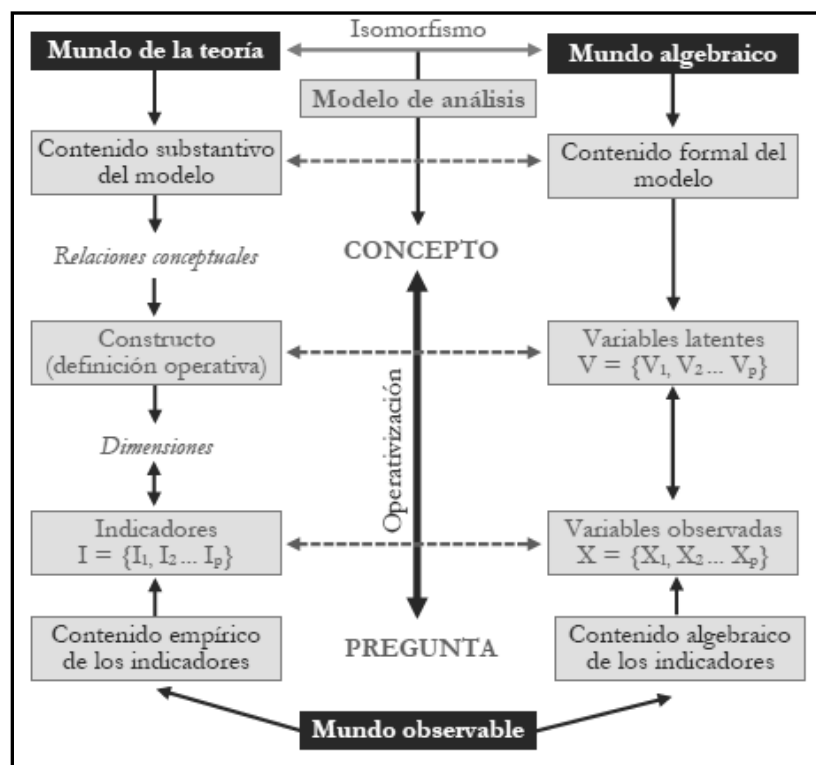 Isomorfismo
Mundo de la teoría
Mundo algebraico
Modelo de análisis
Contenido substantivo
del modelo
Contenido formal del
modelo
Relaciones conceptuales
CONCEPTO
Constructo
(definición operativa)
Variables latentes
V = {V₁, V₂ ... Vₚ}
Operativización
Dimensiones
Indicadores
I = {I₁, I₂ ... Iₚ}
Variables observadas
X = {X₁, X₂ ... Xₚ}
Contenido empírico
de los indicadores
PREGUNTA
Contenido algebraico
de los indicadores
Mundo observable